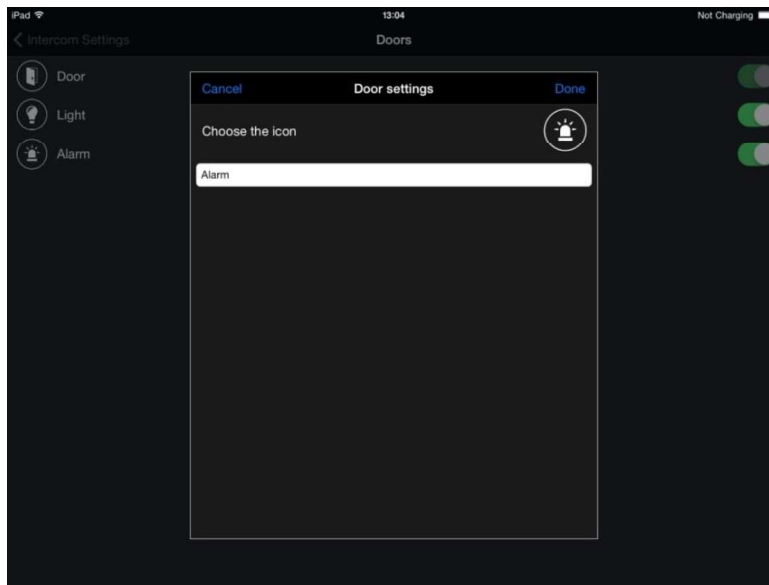 iPad 13:04 Not Charging
Intercom Settings Doors
Door
Light
Alarm
Cancel Door settings Done
Choose the icon
Alarm